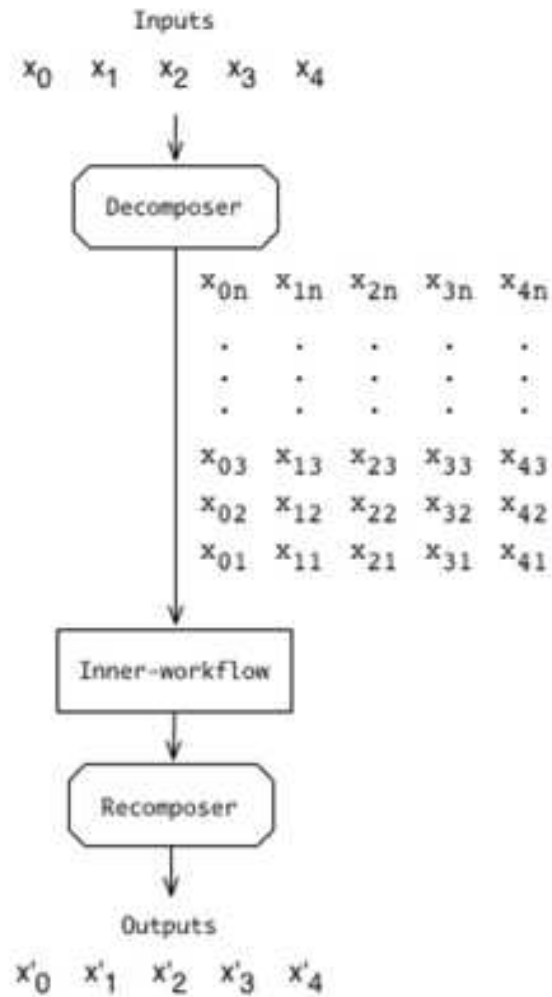 Inputs
x₀ x₁ x₂ x₃ x₄
Decomposer
x₀ₙ x₁ₙ x₂ₙ x₃ₙ x₄ₙ
. . . . .
. . . . .
. . . . .
x₀₃ x₁₃ x₂₃ x₃₃ x₄₃
x₀₂ x₁₂ x₂₂ x₃₂ x₄₂
x₀₁ x₁₁ x₂₁ x₃₁ x₄₁
Inner-workflow
Recomposer
Outputs
x'₀ x'₁ x'₂ x'₃ x'₄